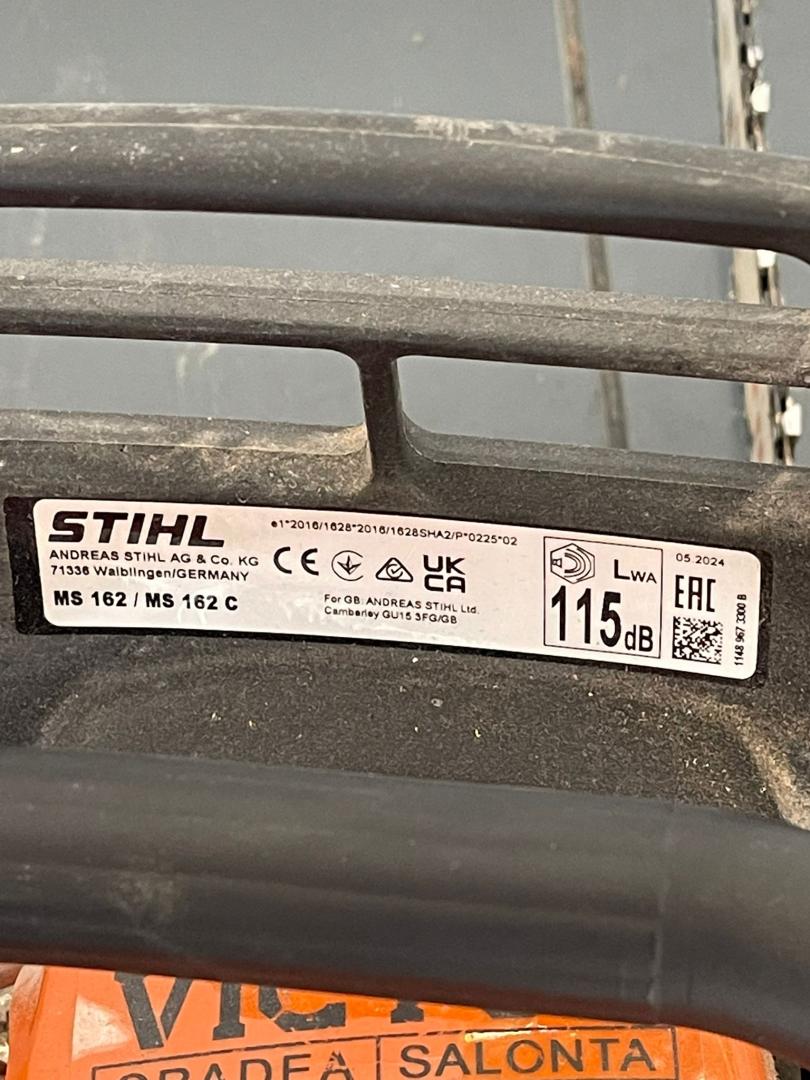 STIHL
e1*2016/1628*2016/1628SHA2/P*0225*02
ANDREAS STIHL AG & Co. KG
71336 Waiblingen/GERMANY
MS 162 / MS 162 C
CE
UK
CA
For GB: ANDREAS STIHL Ltd.
Camberley GU15 3FG/GB
LWA
115 dB
05.2024
EAC
1148 967 3300 B
SALONTA